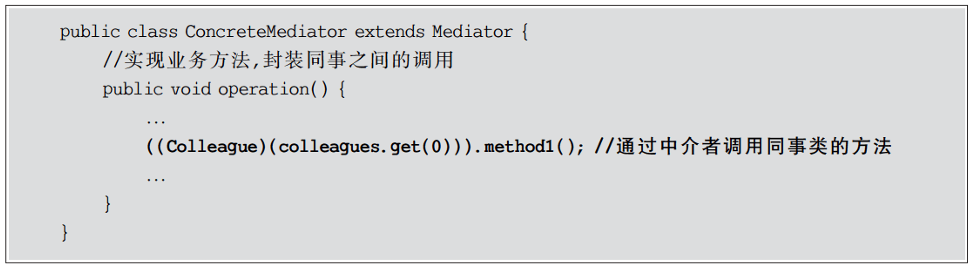 public class ConcreteMediator extends Mediator {
//实现业务方法,封装同事之间的调用
public void operation() {
…
((Colleague)(colleagues.get(0))).method1(); //通过中介者调用同事类的方法
…
}
}